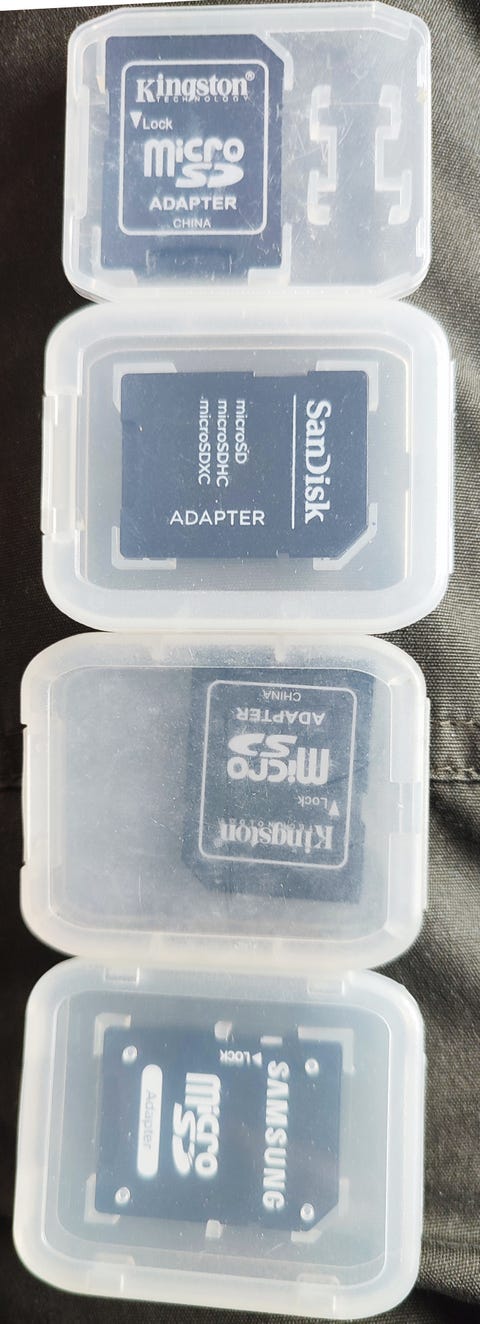 Kingston®
TECHNOLOGY
Lock
micro
SD
ADAPTER
CHINA
SanDisk
microSD
microSDHC
microSDXC
ADAPTER
Kingston
TECHNOLOGY
Lock
micro
SD
ADAPTER
CHINA
SAMSUNG
LOCK
micro
SD
Adapter